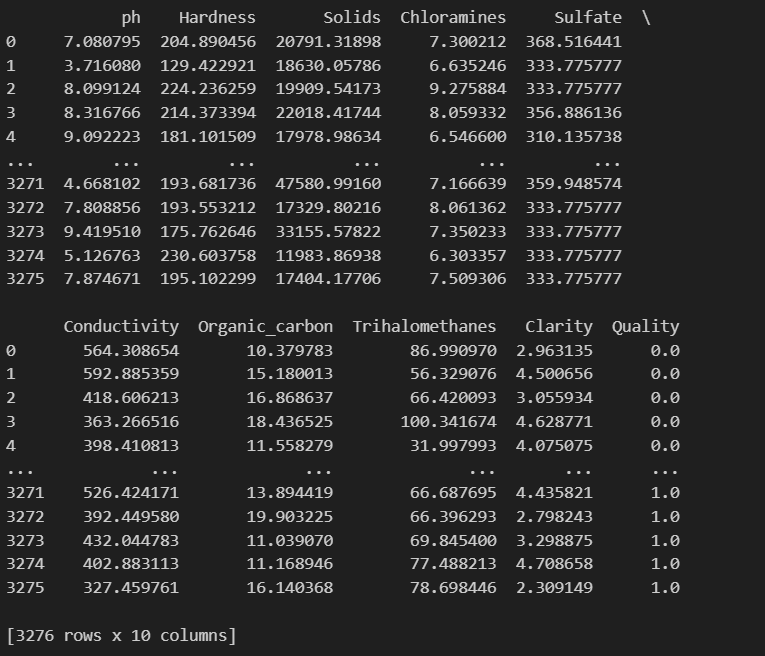 ph Hardness Solids Chloramines Sulfate \
0 7.080795 204.890456 20791.31898 7.300212 368.516441
1 3.716080 129.422921 18630.05786 6.635246 333.775777
2 8.099124 224.236259 19909.54173 9.275884 333.775777
3 8.316766 214.373394 22018.41744 8.059332 356.886136
4 9.092223 181.101509 17978.98634 6.546600 310.135738
... ... ... ... ... ...
3271 4.668102 193.681736 47580.99160 7.166639 359.948574
3272 7.808856 193.553212 17329.80216 8.061362 333.775777
3273 9.419510 175.762646 33155.57822 7.350233 333.775777
3274 5.126763 230.603758 11983.86938 6.303357 333.775777
3275 7.874671 195.102299 17404.17706 7.509306 333.775777
Conductivity Organic_carbon Trihalomethanes Clarity Quality
0 564.308654 10.379783 86.990970 2.963135 0.0
1 592.885359 15.180013 56.329076 4.500656 0.0
2 418.606213 16.868637 66.420093 3.055934 0.0
3 363.266516 18.436525 100.341674 4.628771 0.0
4 398.410813 11.558279 31.997993 4.075075 0.0
... ... ... ... ... ...
3271 526.424171 13.894419 66.687695 4.435821 1.0
3272 392.449580 19.903225 66.396293 2.798243 1.0
3273 432.044783 11.039070 69.845400 3.298875 1.0
3274 402.883113 11.168946 77.488213 4.708658 1.0
3275 327.459761 16.140368 78.698446 2.309149 1.0
[3276 rows x 10 columns]